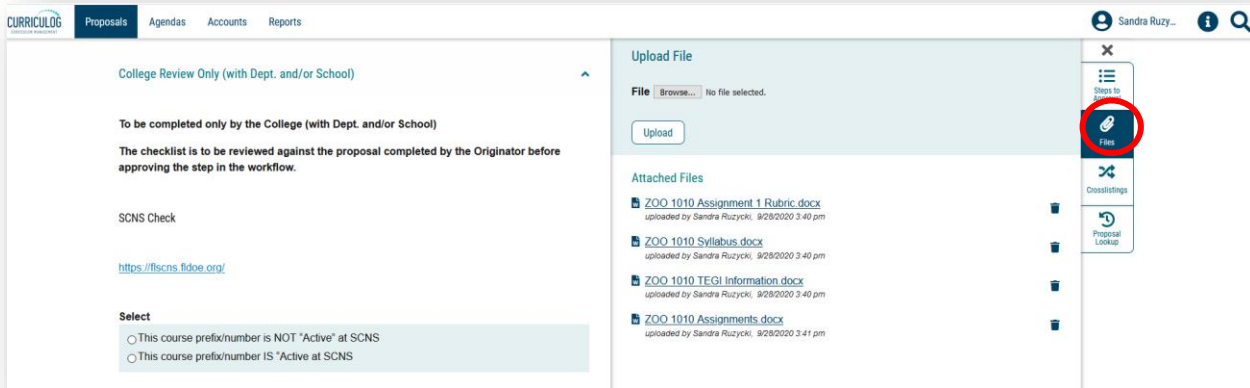 CURRICULOG
CURRICULUM MANAGEMENT
Proposals Agendas Accounts Reports
Sandra Ruzy...
College Review Only (with Dept. and/or School)
To be completed only by the College (with Dept. and/or School)
The checklist is to be reviewed against the proposal completed by the Originator before
approving the step in the workflow.
SCNS Check
https://flscns.fldoe.org/
Select
This course prefix/number is NOT "Active" at SCNS
This course prefix/number IS "Active at SCNS
Upload File
File Browse... No file selected.
Upload
Attached Files
ZOO 1010 Assignment 1 Rubric.docx
uploaded by Sandra Ruzycki, 9/28/2020 3:40 pm
ZOO 1010 Syllabus.docx
uploaded by Sandra Ruzycki, 9/28/2020 3:40 pm
ZOO 1010 TEGI Information.docx
uploaded by Sandra Ruzycki, 9/28/2020 3:40 pm
ZOO 1010 Assignments.docx
uploaded by Sandra Ruzycki, 9/28/2020 3:41 pm
Steps to
Approval
Files
Crosslistings
Proposal
Lookup